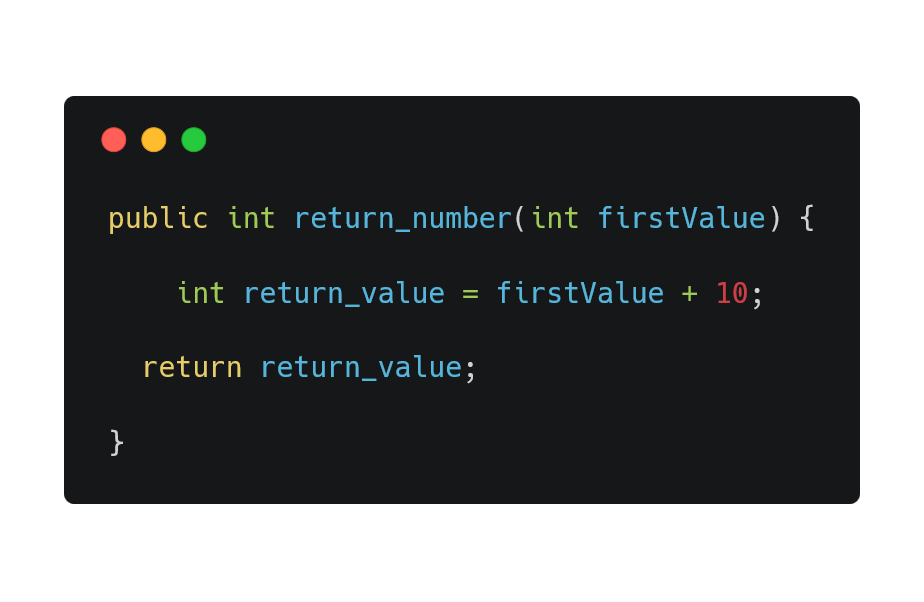 public int return_number(int firstValue) {
    int return_value = firstValue + 10;
  return return_value;
}